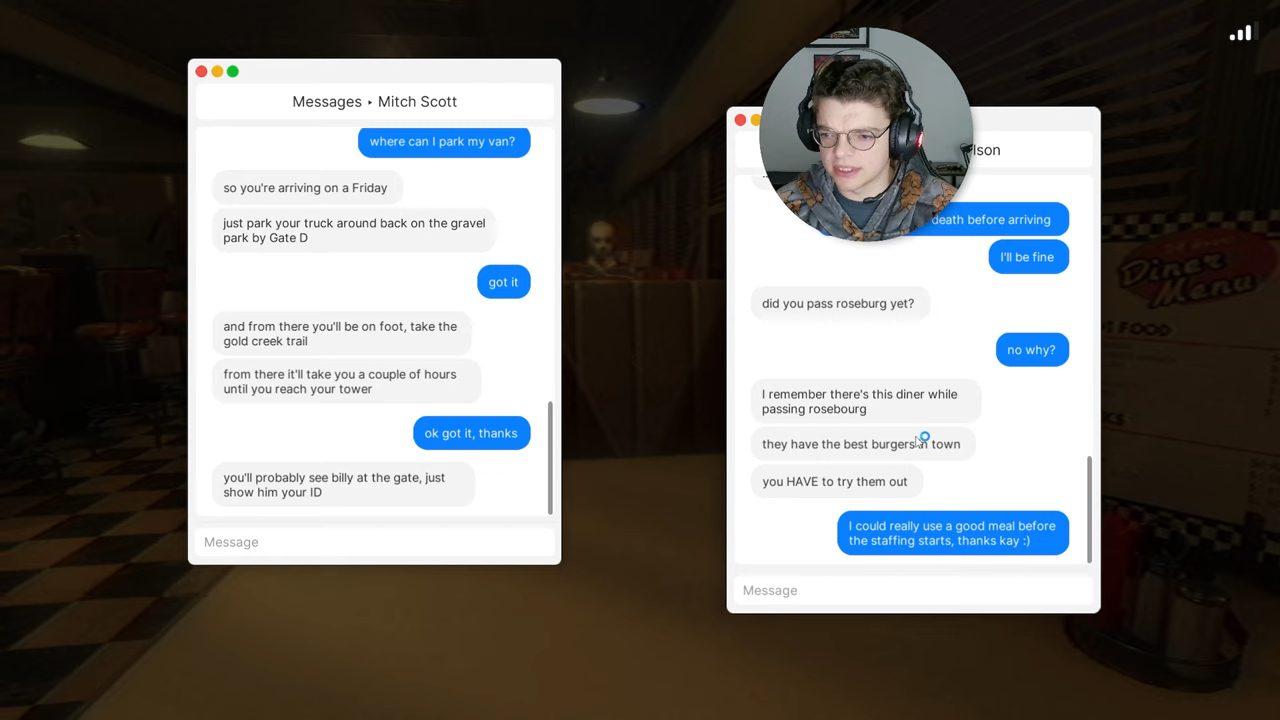 Messages ▸ Mitch Scott
where can I park my van?
so you're arriving on a Friday
just park your truck around back on the gravel
park by Gate D
got it
and from there you'll be on foot, take the
gold creek trail
from there it'll take you a couple of hours
until you reach your tower
ok got it, thanks
you'll probably see billy at the gate, just
show him your ID
Message
lson
death before arriving
I'll be fine
did you pass roseburg yet?
no why?
I remember there's this diner while
passing rosebourg
they have the best burgers in town
you HAVE to try them out
I could really use a good meal before
the staffing starts, thanks kay :)
Message
Diner
Menu
FOOD